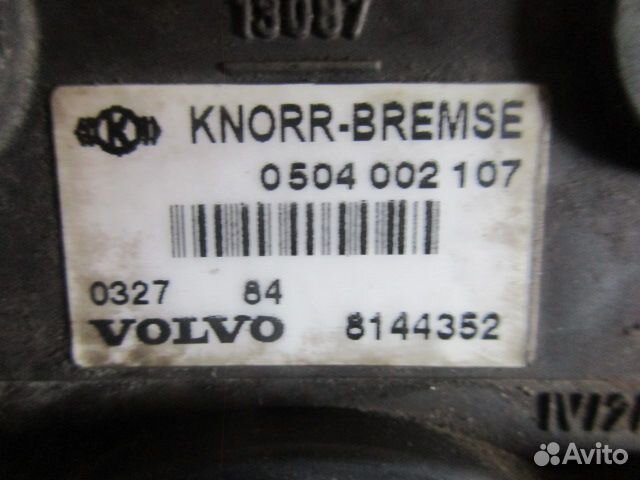 13087
KNORR-BREMSE
0504 002 107
0327 84
VOLVO 8144352
Avito